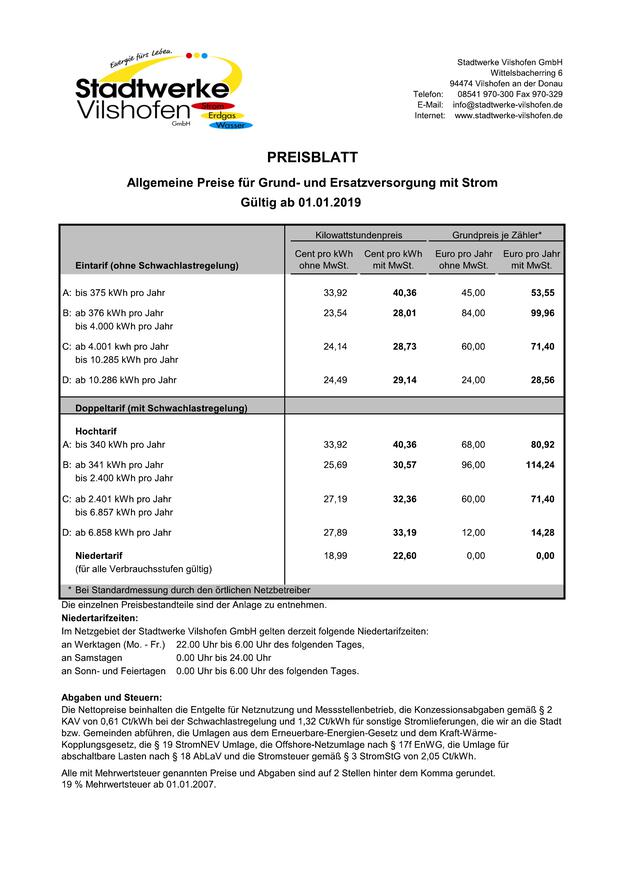 Energie fürs Leben.
Stadtwerke
Vilshofen
GmbH
Strom
Erdgas
Wasser
Stadtwerke Vilshofen GmbH
Wittelsbacherring 6
94474 Vilshofen an der Donau
Telefon: 08541 970-300 Fax 970-329
E-Mail: info@stadtwerke-vilshofen.de
Internet: www.stadtwerke-vilshofen.de
PREISBLATT
Allgemeine Preise für Grund- und Ersatzversorgung mit Strom
Gültig ab 01.01.2019
Kilowattstundenpreis Grundpreis je Zähler*
Cent pro kWh Cent pro kWh Euro pro Jahr Euro pro Jahr
Eintarif (ohne Schwachlastregelung) ohne MwSt. mit MwSt. ohne MwSt. mit MwSt.
A: bis 375 kWh pro Jahr 33,92 40,36 45,00 53,55
B: ab 376 kWh pro Jahr 23,54 28,01 84,00 99,96
bis 4.000 kWh pro Jahr
C: ab 4.001 kwh pro Jahr 24,14 28,73 60,00 71,40
bis 10.285 kWh pro Jahr
D: ab 10.286 kWh pro Jahr 24,49 29,14 24,00 28,56
Doppeltarif (mit Schwachlastregelung)
Hochtarif
A: bis 340 kWh pro Jahr 33,92 40,36 68,00 80,92
B: ab 341 kWh pro Jahr 25,69 30,57 96,00 114,24
bis 2.400 kWh pro Jahr
C: ab 2.401 kWh pro Jahr 27,19 32,36 60,00 71,40
bis 6.857 kWh pro Jahr
D: ab 6.858 kWh pro Jahr 27,89 33,19 12,00 14,28
Niedertarif 18,99 22,60 0,00 0,00
(für alle Verbrauchsstufen gültig)
* Bei Standardmessung durch den örtlichen Netzbetreiber
Die einzelnen Preisbestandteile sind der Anlage zu entnehmen.
Niedertarifzeiten:
Im Netzgebiet der Stadtwerke Vilshofen GmbH gelten derzeit folgende Niedertarifzeiten:
an Werktagen (Mo. - Fr.) 22.00 Uhr bis 6.00 Uhr des folgenden Tages,
an Samstagen 0.00 Uhr bis 24.00 Uhr
an Sonn- und Feiertagen 0.00 Uhr bis 6.00 Uhr des folgenden Tages.
Abgaben und Steuern:
Die Nettopreise beinhalten die Entgelte für Netznutzung und Messstellenbetrieb, die Konzessionsabgaben gemäß § 2
KAV von 0,61 Ct/kWh bei der Schwachlastregelung und 1,32 Ct/kWh für sonstige Stromlieferungen, die wir an die Stadt
bzw. Gemeinden abführen, die Umlagen aus dem Erneuerbare-Energien-Gesetz und dem Kraft-Wärme-
Kopplungsgesetz, die § 19 StromNEV Umlage, die Offshore-Netzumlage nach § 17f EnWG, die Umlage für
abschaltbare Lasten nach § 18 AbLaV und die Stromsteuer gemäß § 3 StromStG von 2,05 Ct/kWh.
Alle mit Mehrwertsteuer genannten Preise und Abgaben sind auf 2 Stellen hinter dem Komma gerundet.
19 % Mehrwertsteuer ab 01.01.2007.